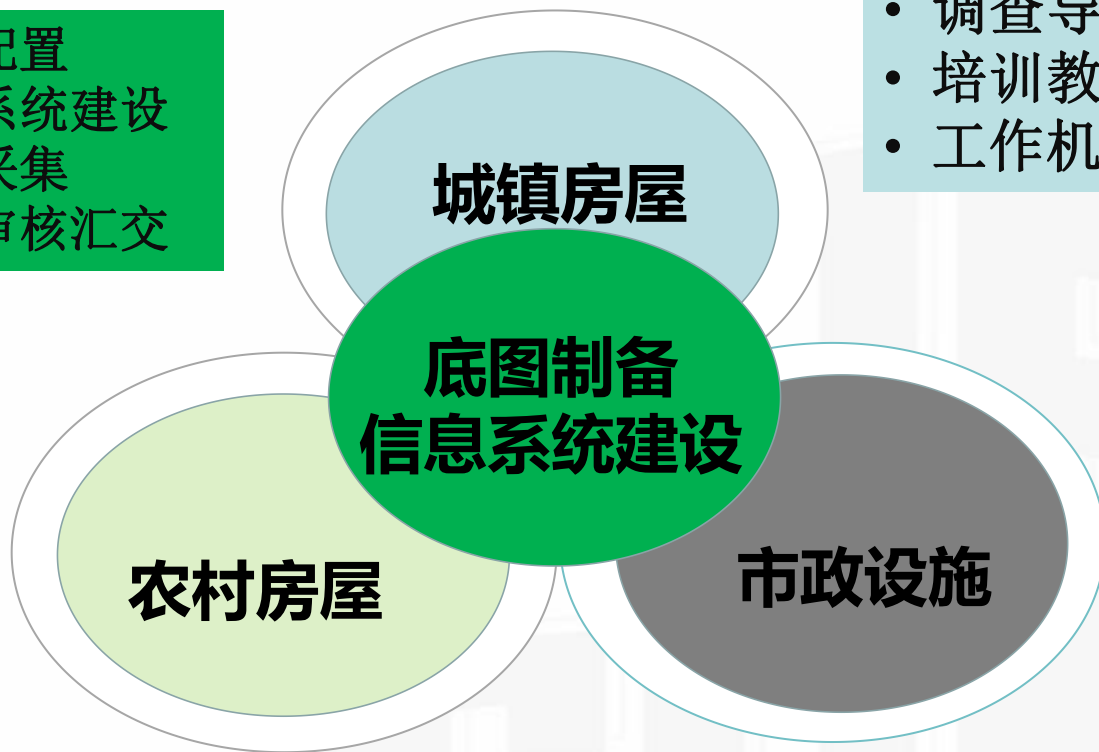 配置
系统建设
采集
审核汇交
• 调查导
• 培训教
• 工作机
城镇房屋
底图制备
信息系统建设
农村房屋
市政设施